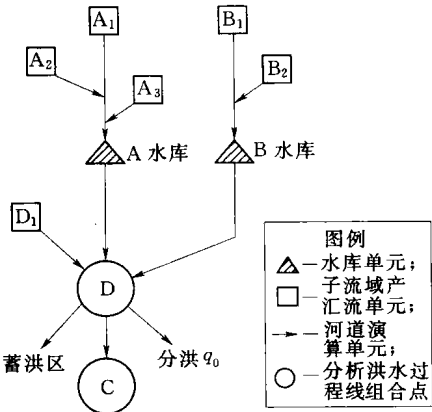 A₁
B₁
A₂
B₂
A₃
A 水库
B 水库
D₁
D
蓄洪区
分洪 q₀
C
图例
—水库单元；
—子流域产
汇流单元；
—河道演
算单元；
—分析洪水过
程线组合点